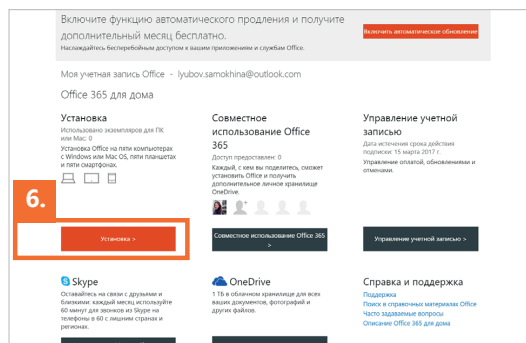 Включите функцию автоматического продления и получите
дополнительный месяц бесплатно.
Наслаждайтесь бесперебойным доступом к вашим приложениям и службам Office.
Включить автоматическое обновление
Моя учетная запись Office - lyubov.samokhina@outlook.com
Office 365 для дома
Установка
Использовано экземпляров для ПК
или Mac: 0
Установка Office на пяти компьютерах
с Windows или Mac OS, пяти планшетах
и пяти смартфонах.
6.
Установка >
Совместное
использование Office
365
Доступ предоставлен: 0
Каждый, с кем вы поделитесь, сможет
установить Office и получить
дополнительное личное хранилище
OneDrive.
Совместное использование Office 365
>
Управление учетной
записью
Дата истечения срока действия
подписки: 15 марта 2017 г.
Управление оплатой, обновлениями и
отменами.
Управление учетной записью >
Skype
Оставайтесь на связи с друзьями и
близкими: каждый месяц используйте
60 минут для звонков из Skype на
телефоны в 60 с лишним странах и
регионах.
OneDrive
1 ТБ в облачном хранилище для всех
ваших документов, фотографий и
других файлов.
Справка и поддержка
Поддержка
Поиск в справочных материалах Office
Часто задаваемые вопросы
Описание Office 365 для дома